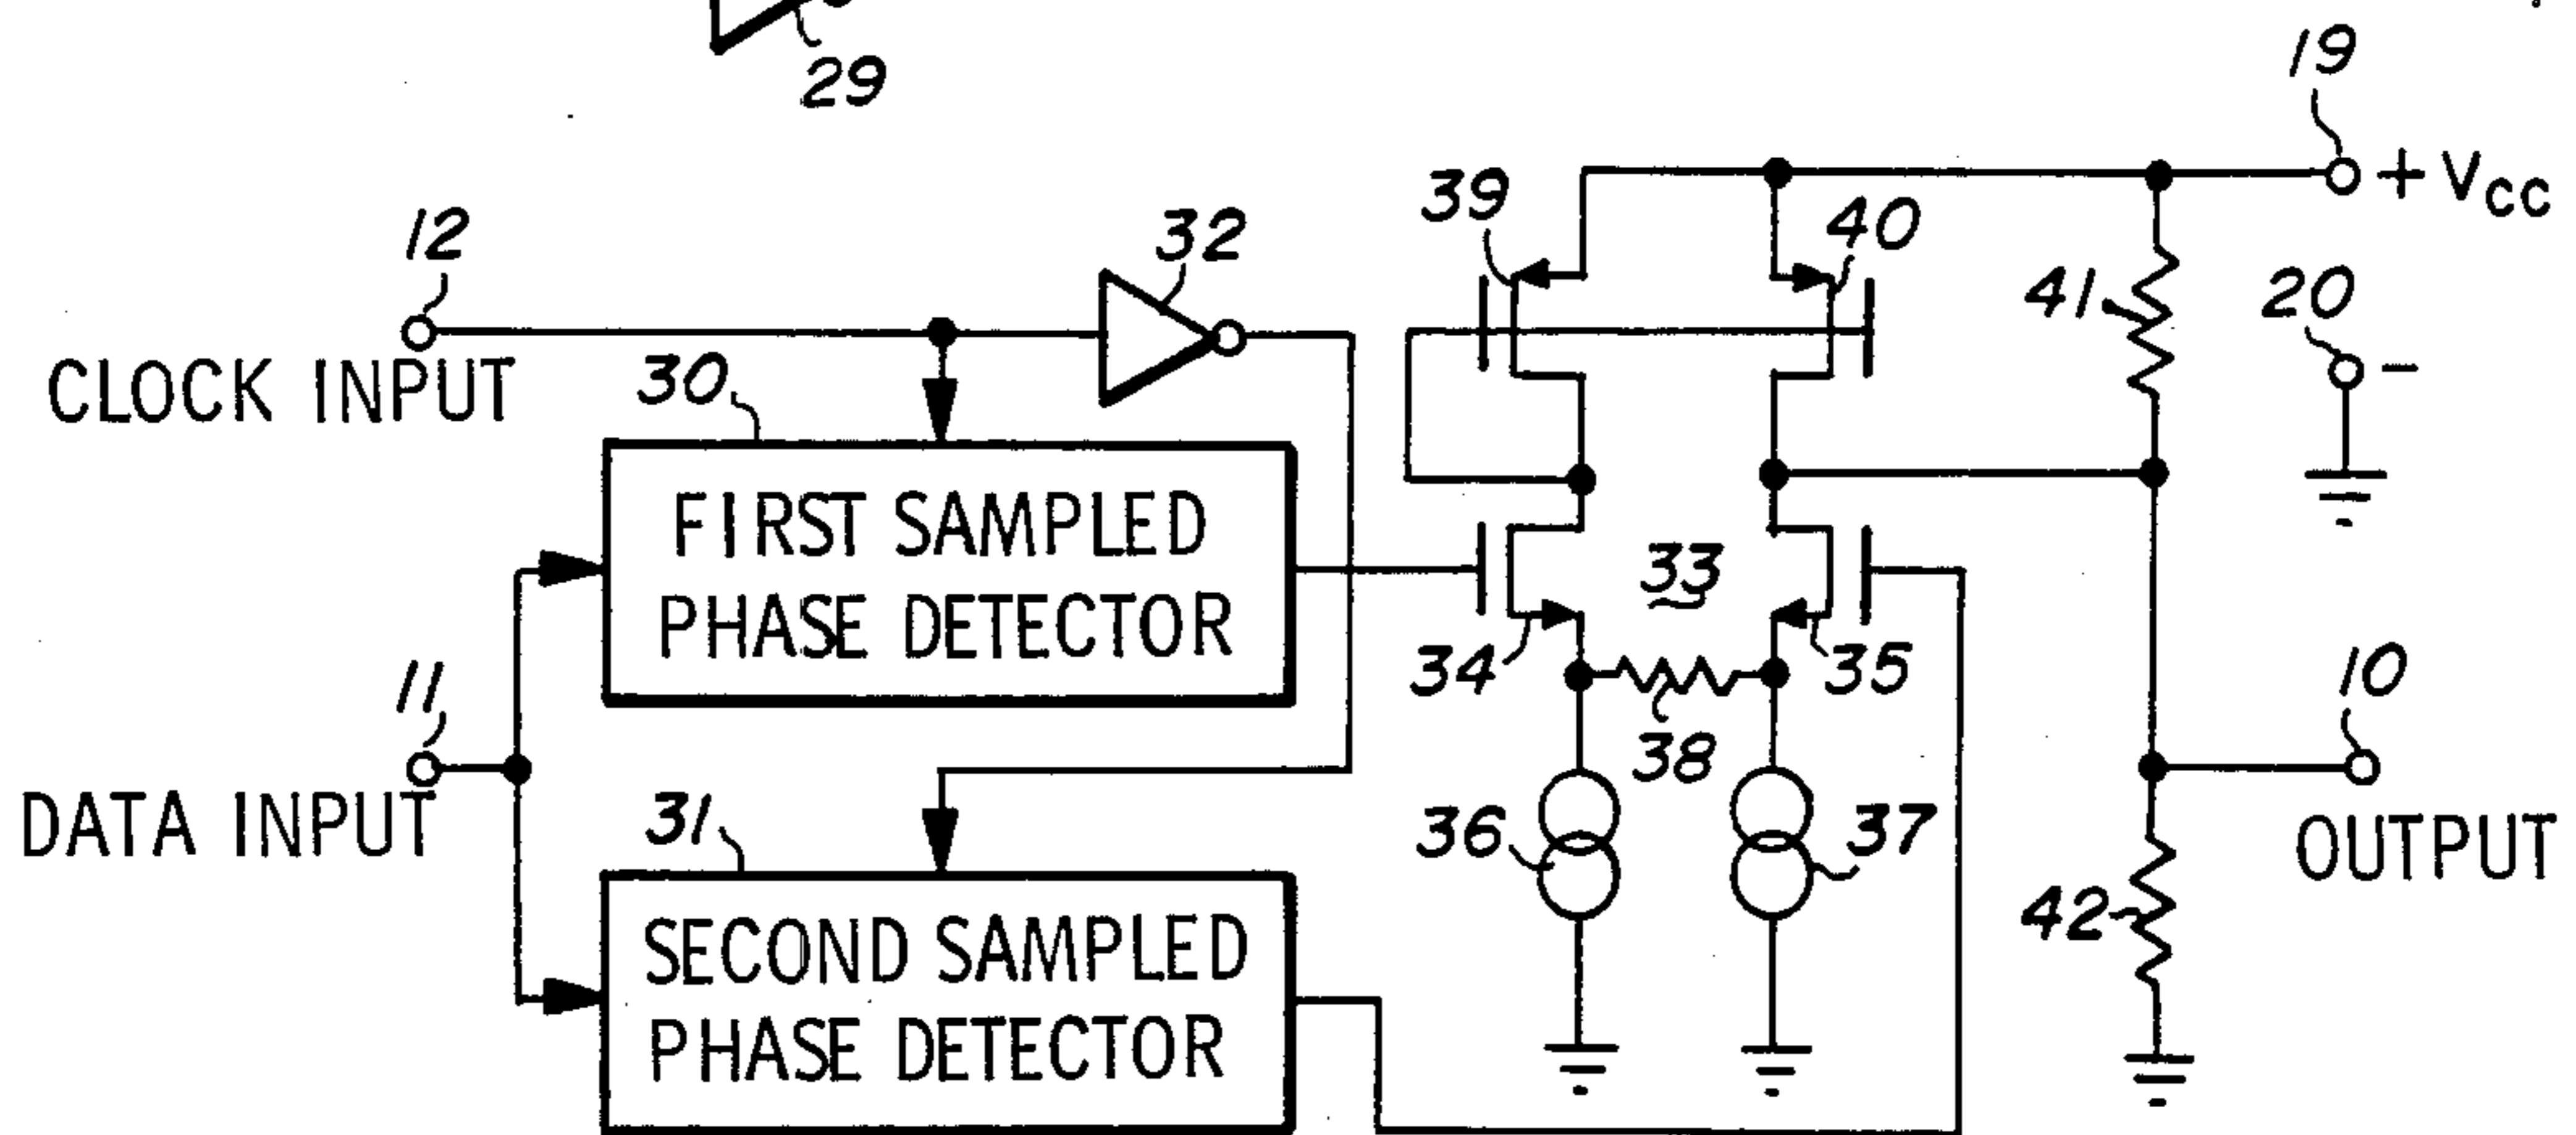 29
19
+ VCC
39
40
12
32
41
20
-
CLOCK INPUT
30
FIRST SAMPLED
PHASE DETECTOR
33
34
35
11
10
38
DATA INPUT
31
36
37
OUTPUT
42
SECOND SAMPLED
PHASE DETECTOR